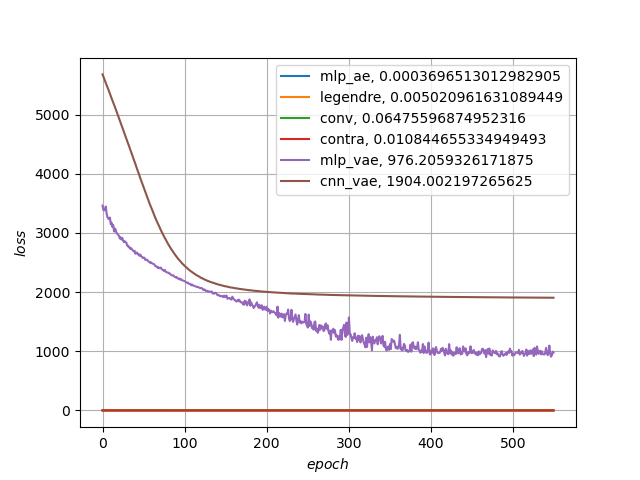 mlp_ae, 0.0003696513012982905
legendre, 0.005020961631089449
conv, 0.06475596874952316
contra, 0.010844655334949493
mlp_vae, 976.2059326171875
cnn_vae, 1904.002197265625
loss
5000
4000
3000
2000
1000
0
0 100 200 300 400 500
epoch